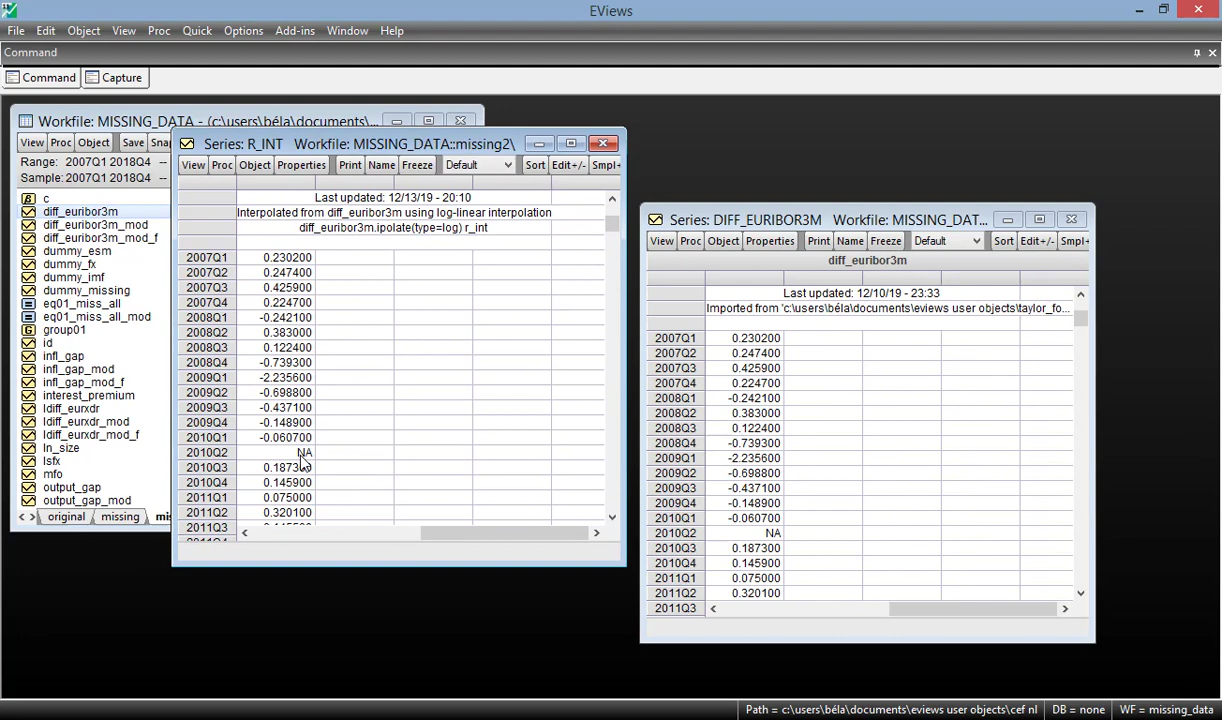 EViews
File Edit Object View Proc Quick Options Add-ins Window Help
Command
Command Capture
Workfile: MISSING_DATA - (c:\users\béla\documents\...
View Proc Object Save Snap
Range: 2007Q1 2018Q4 --
Sample: 2007Q1 2018Q4 --
c
diff_euribor3m
diff_euribor3m_mod
diff_euribor3m_mod_f
dummy_esm
dummy_fx
dummy_imf
dummy_missing
eq01_miss_all
eq01_miss_all_mod
group01
id
infl_gap
infl_gap_mod
infl_gap_mod_f
interest_premium
ldiff_eurxdr
ldiff_eurxdr_mod
ldiff_eurxdr_mod_f
ln_size
lsfx
mfo
output_gap
output_gap_mod
original missing mis
Series: R_INT Workfile: MISSING_DATA::missing2\
View Proc Object Properties Print Name Freeze Default Sort Edit+/- Smpl+
Last updated: 12/13/19 - 20:10
Interpolated from diff_euribor3m using log-linear interpolation
diff_euribor3m.ipolate(type=log) r_int
2007Q1 0.230200
2007Q2 0.247400
2007Q3 0.425900
2007Q4 0.224700
2008Q1 -0.242100
2008Q2 0.383000
2008Q3 0.122400
2008Q4 -0.739300
2009Q1 -2.235600
2009Q2 -0.698800
2009Q3 -0.437100
2009Q4 -0.148900
2010Q1 -0.060700
2010Q2 NA
2010Q3 0.187300
2010Q4 0.145900
2011Q1 0.075000
2011Q2 0.320100
2011Q3
2011Q4
Series: DIFF_EURIBOR3M Workfile: MISSING_DAT...
View Proc Object Properties Print Name Freeze Default Sort Edit+/- Smpl+
diff_euribor3m
Last updated: 12/10/19 - 23:33
Imported from 'c:\users\béla\documents\eviews user objects\taylor_fo...
2007Q1 0.230200
2007Q2 0.247400
2007Q3 0.425900
2007Q4 0.224700
2008Q1 -0.242100
2008Q2 0.383000
2008Q3 0.122400
2008Q4 -0.739300
2009Q1 -2.235600
2009Q2 -0.698800
2009Q3 -0.437100
2009Q4 -0.148900
2010Q1 -0.060700
2010Q2 NA
2010Q3 0.187300
2010Q4 0.145900
2011Q1 0.075000
2011Q2 0.320100
2011Q3
Path = c:\users\béla\documents\eviews user objects\cef nl DB = none WF = missing_data